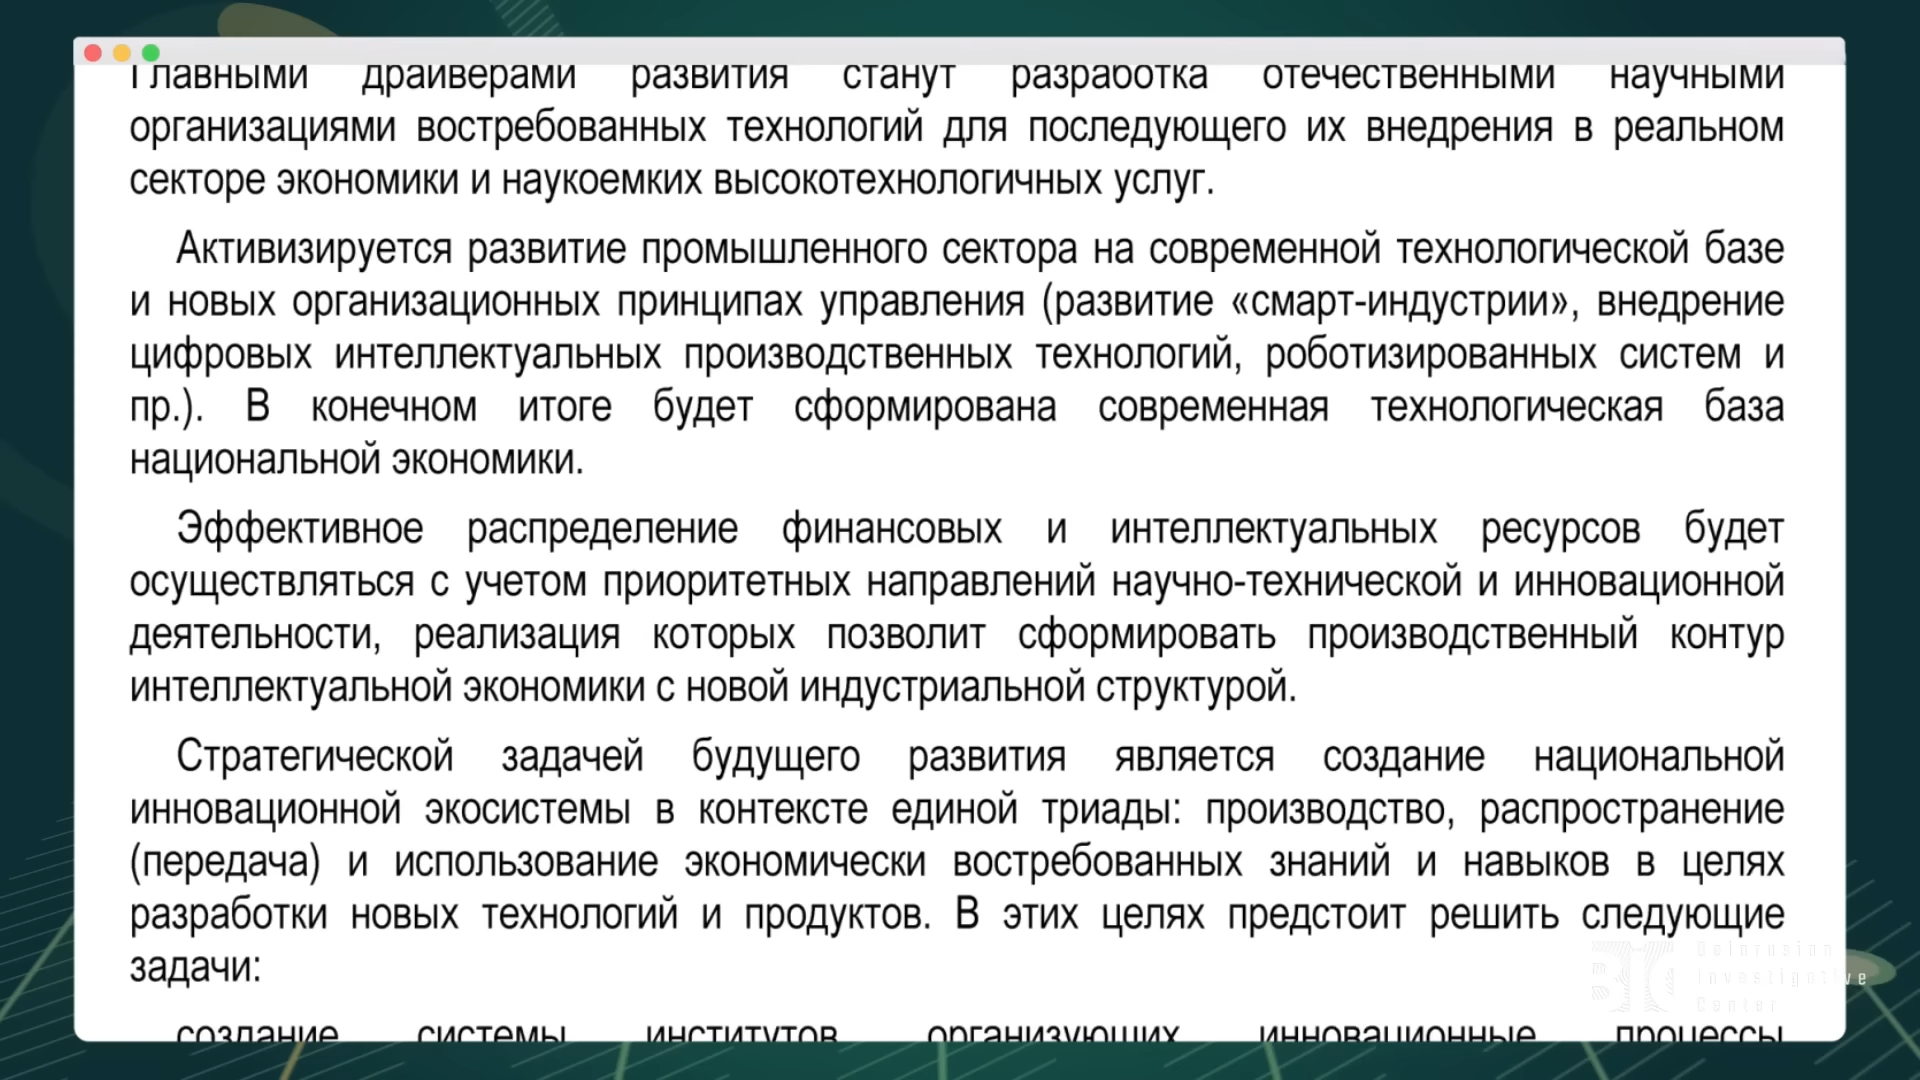 Главными драйверами развития станут разработка отечественными научными
организациями востребованных технологий для последующего их внедрения в реальном
секторе экономики и наукоемких высокотехнологичных услуг.
Активизируется развитие промышленного сектора на современной технологической базе
и новых организационных принципах управления (развитие «смарт-индустрии», внедрение
цифровых интеллектуальных производственных технологий, роботизированных систем и
пр.). В конечном итоге будет сформирована современная технологическая база
национальной экономики.
Эффективное распределение финансовых и интеллектуальных ресурсов будет
осуществляться с учетом приоритетных направлений научно-технической и инновационной
деятельности, реализация которых позволит сформировать производственный контур
интеллектуальной экономики с новой индустриальной структурой.
Стратегической задачей будущего развития является создание национальной
инновационной экосистемы в контексте единой триады: производство, распространение
(передача) и использование экономически востребованных знаний и навыков в целях
разработки новых технологий и продуктов. В этих целях предстоит решить следующие
задачи:
создание системы институтов, организующих инновационные процессы
BIC
Belarusian
Investigative
Center